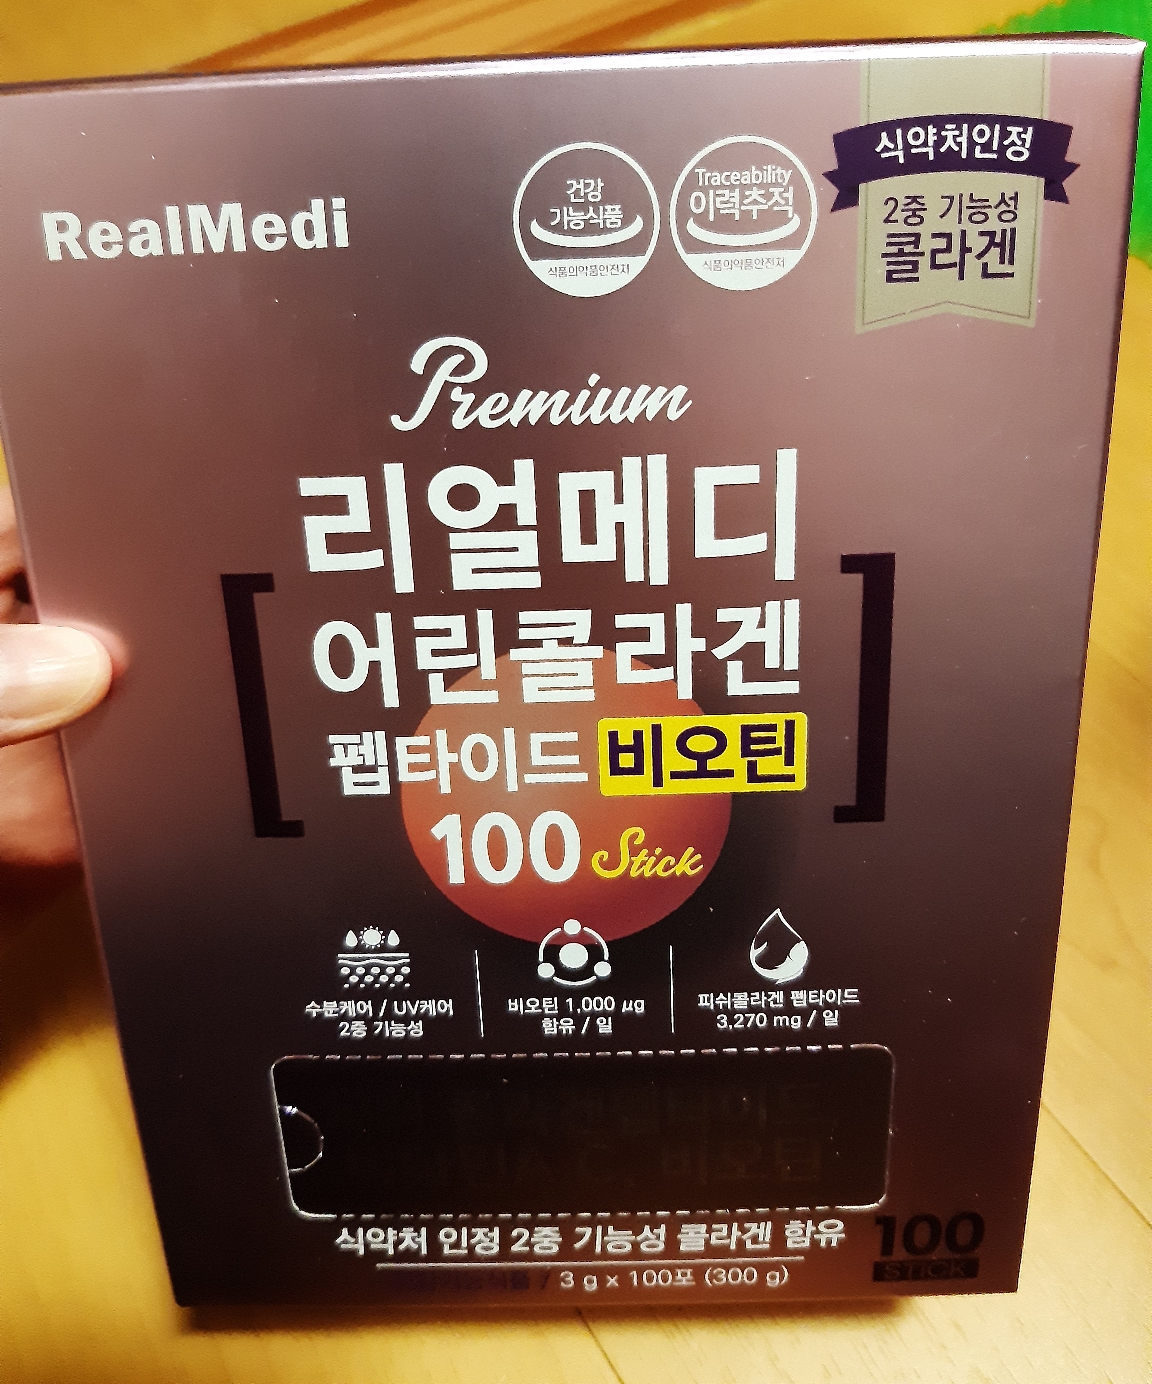 RealMedi
건강
기능식품
식품의약품안전처
Traceability
이력추적
식품의약품안전처
식약처인정
2중 기능성
콜라겐
Premium
리얼메디
어린콜라겐
펩타이드 비오틴
100 Stick
수분케어 / UV케어
2중 기능성
비오틴 1,000 µg
함유 / 일
피쉬콜라겐 펩타이드
3,270 mg / 일
비오틴
식약처 인정 2중 기능성 콜라겐 함유
/ 3 g x 100포 (300 g)
100
STICK